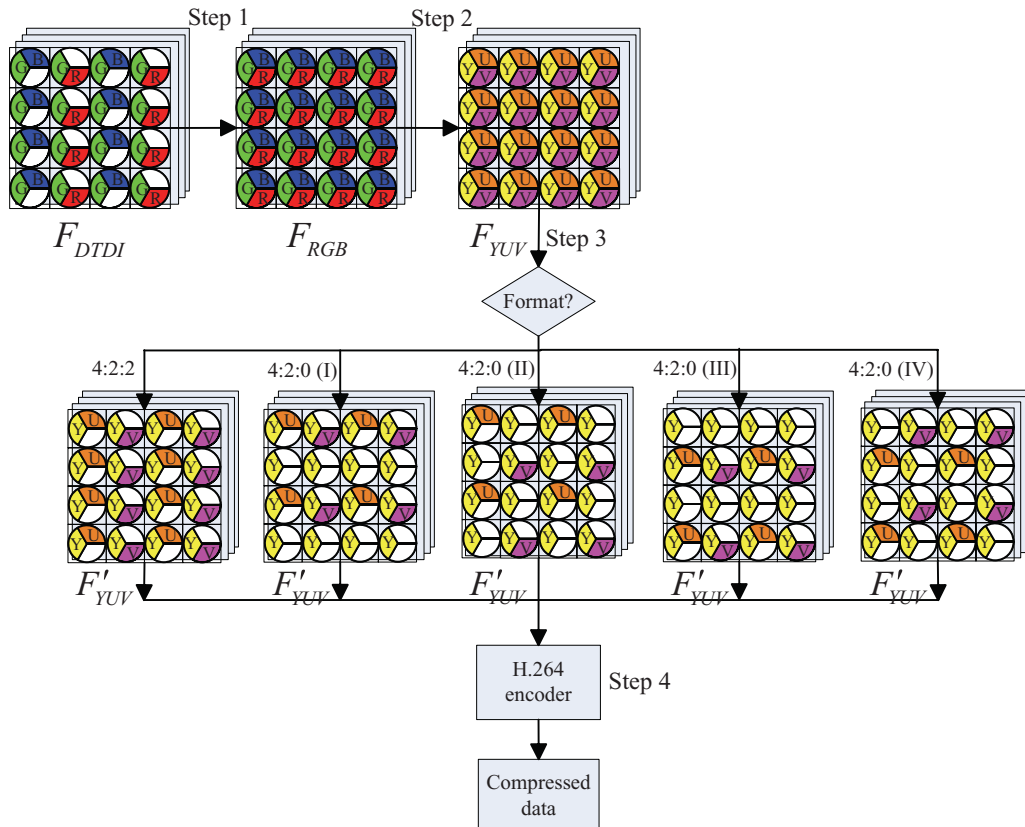 Step 1
Step 2
G B G R G B G R
G B G R G B G R
G B G R G B G R
G B G R G B G R
G B R G B R G B R G B R
G B R G B R G B R G B R
G B R G B R G B R G B R
G B R G B R G B R G B R
Y U V Y U V Y U V Y U V
Y U V Y U V Y U V Y U V
Y U V Y U V Y U V Y U V
Y U V Y U V Y U V Y U V
F_DTDI
F_RGB
F_YUV
Step 3
Format?
4:2:2
4:2:0 (I)
4:2:0 (II)
4:2:0 (III)
4:2:0 (IV)
Y U Y V Y U Y V
Y U Y V Y U Y V
Y U Y V Y U Y V
Y U Y V Y U Y V
Y U Y V Y U Y V
Y Y Y Y
Y U Y V Y U Y V
Y Y Y Y
Y U Y Y U Y
Y Y V Y Y V
Y U Y Y U Y
Y Y V Y Y V
Y Y Y Y
Y U Y V Y U Y V
Y Y Y Y
Y U Y V Y U Y V
Y Y V Y Y V
Y U Y Y U Y
Y Y V Y Y V
Y U Y Y U Y
F'_YUV
F'_YUV
F'_YUV
F'_YUV
F'_YUV
H.264
encoder
Step 4
Compressed
data